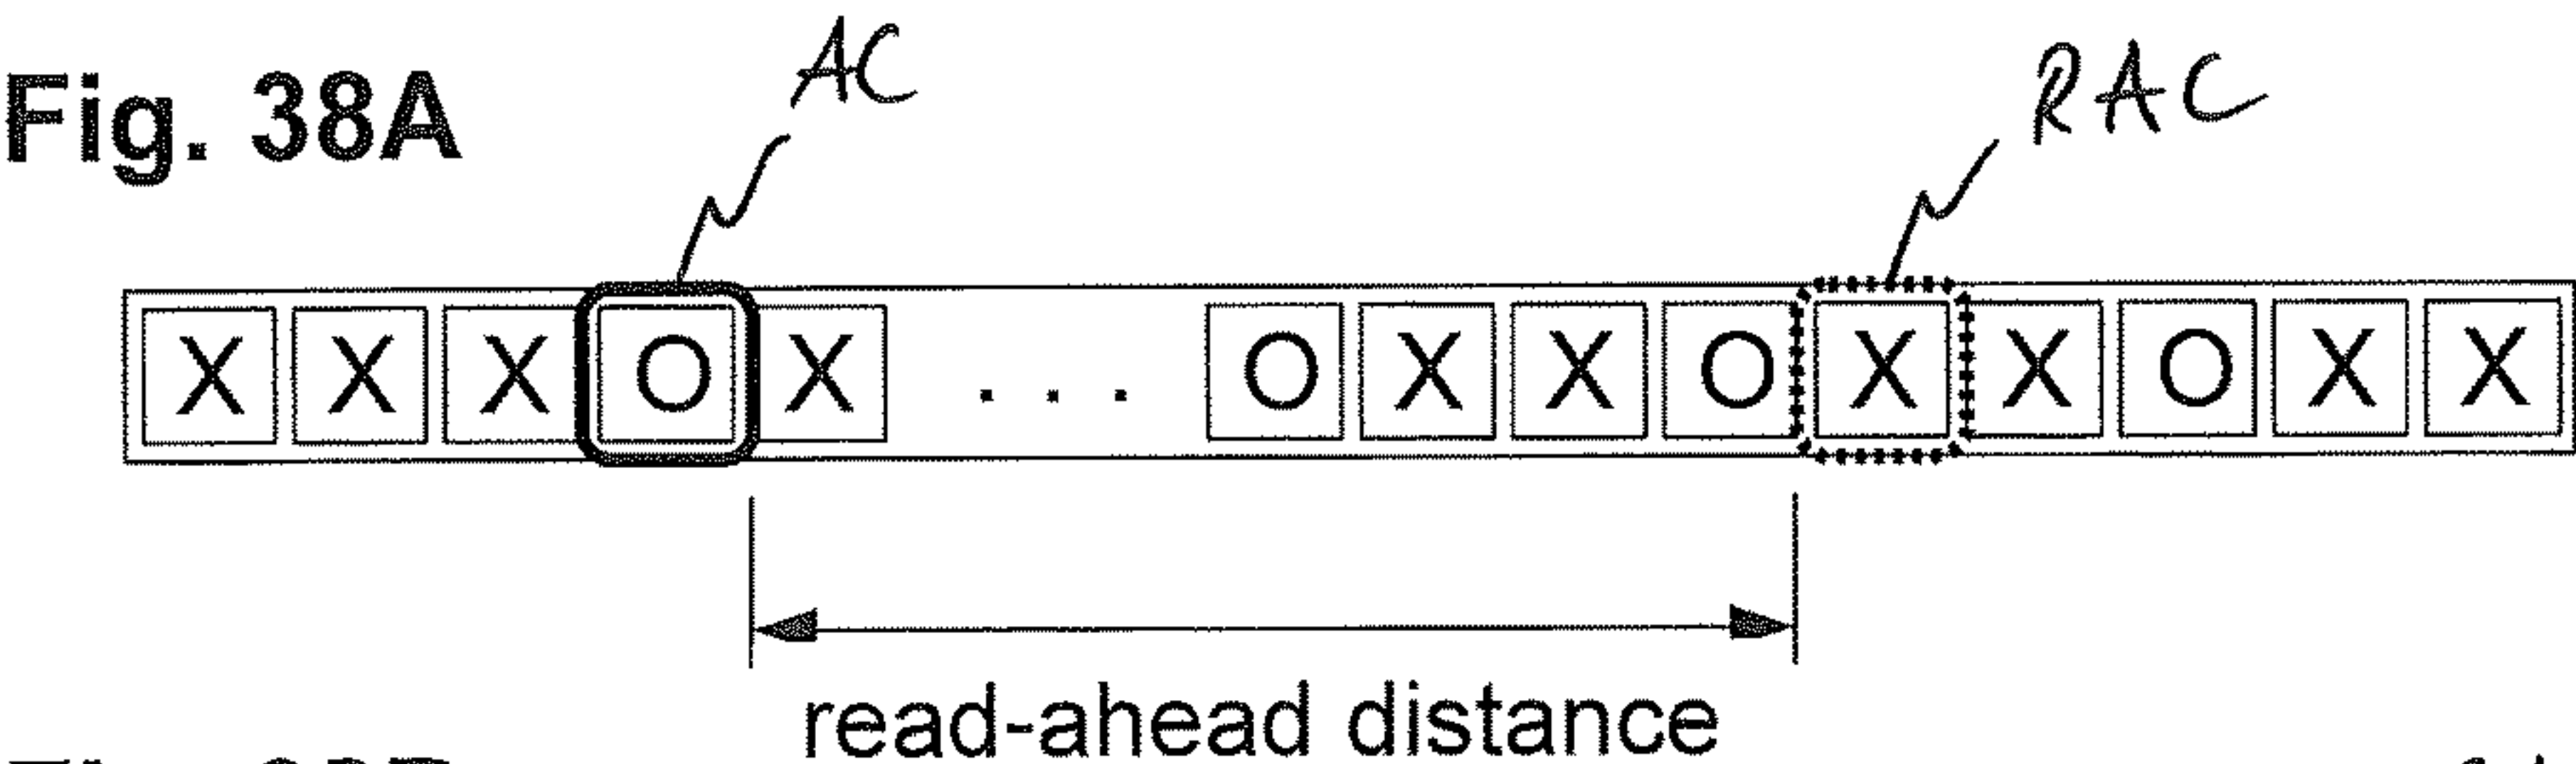 Fig. 38A
AC
RAC
X X X O X . . . O X X O X X O X X
read-ahead distance